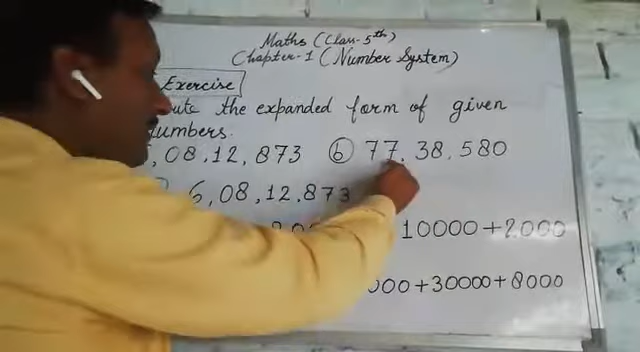 Maths (Class-5th)
Chapter-1 (Number System)
Exercise
the expanded form of given
numbers.
,08,12,873 ⓑ 77,38,580
6,08,12,873
10000+2000
000+30000+8000